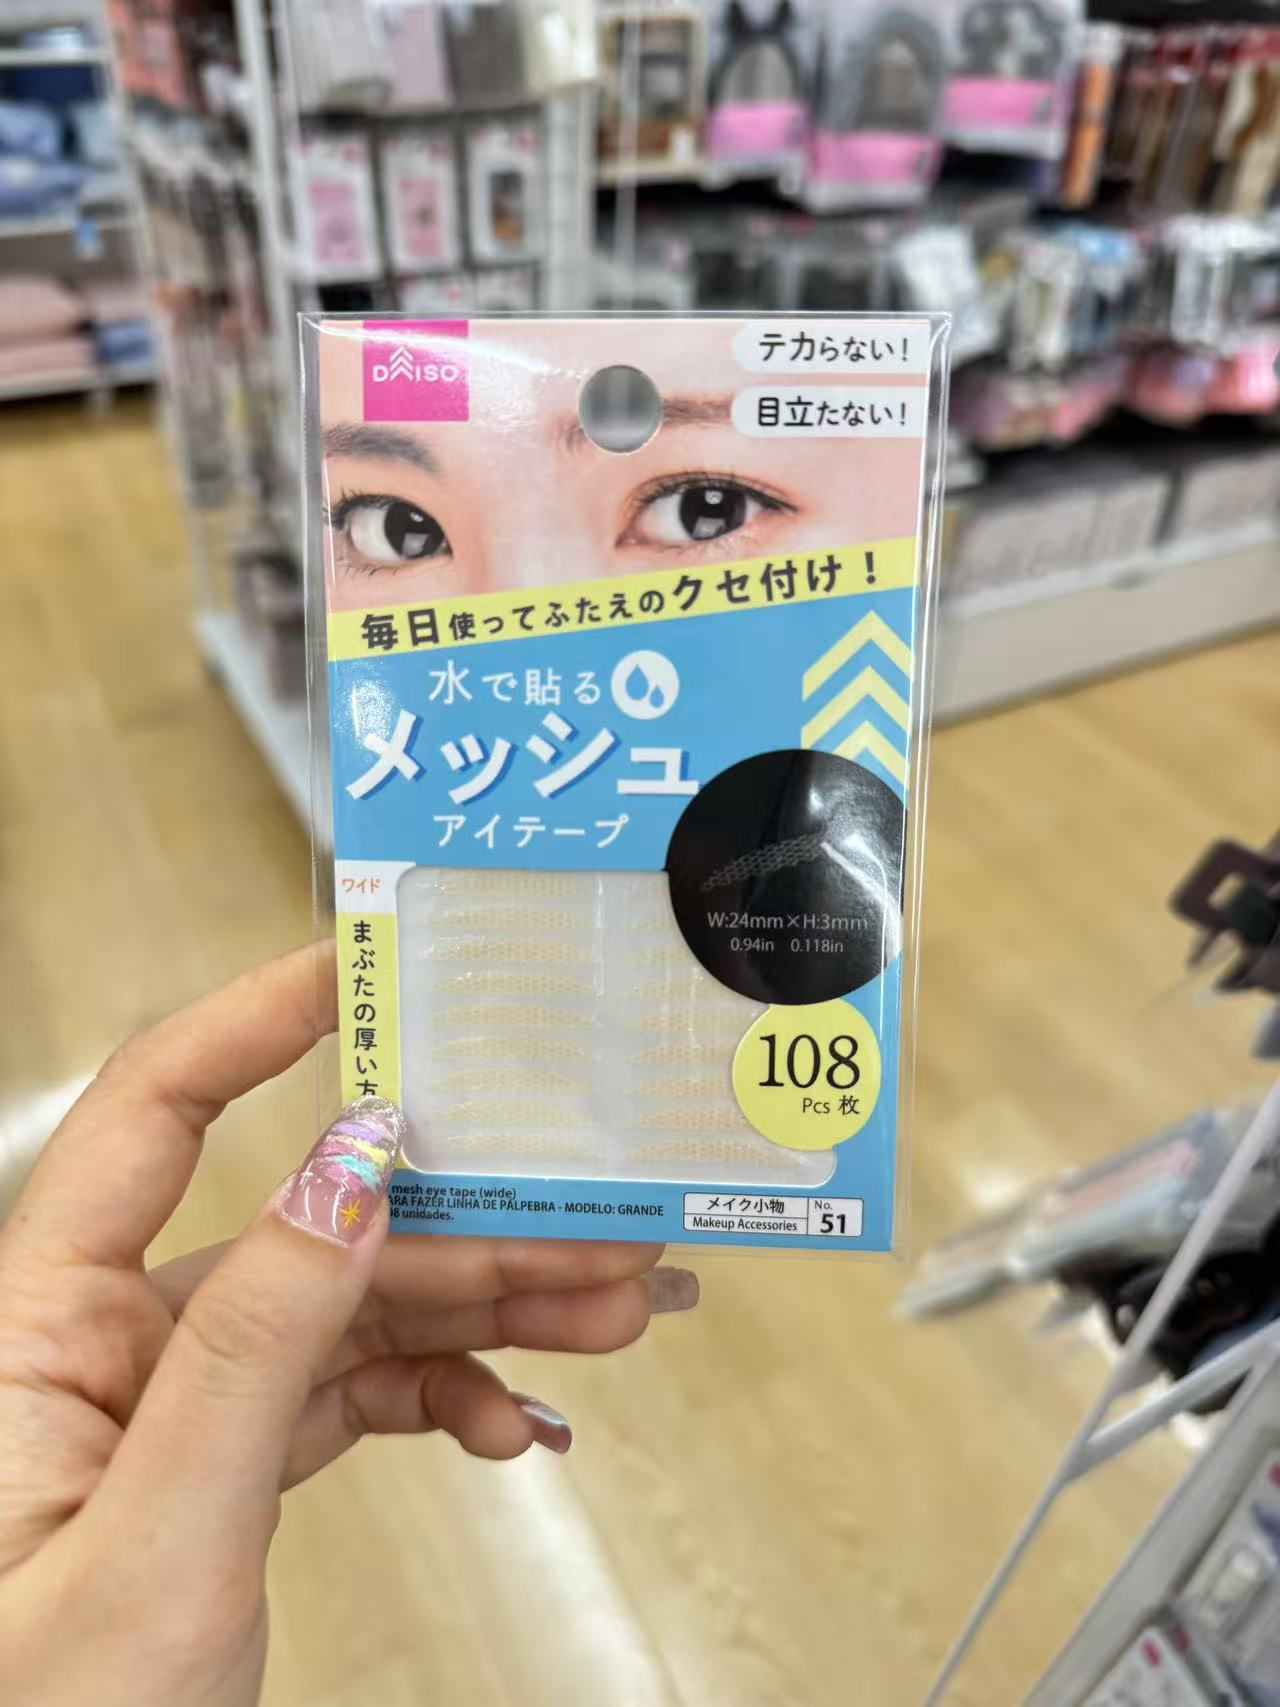 DAISO
テカらない!
目立たない!
毎日使ってふたえのクセ付け!
水で貼る
メッシュ
アイテープ
W:24mm×H:3mm
0.94in 0.118in
ワイド
まぶたの厚い方
108
Pcs 枚
mesh eye tape (wide)
FAZER LINHA DE PÁLPEBRA - MODELO: GRANDE
unidades.
メイク小物
Makeup Accessories
No.
51